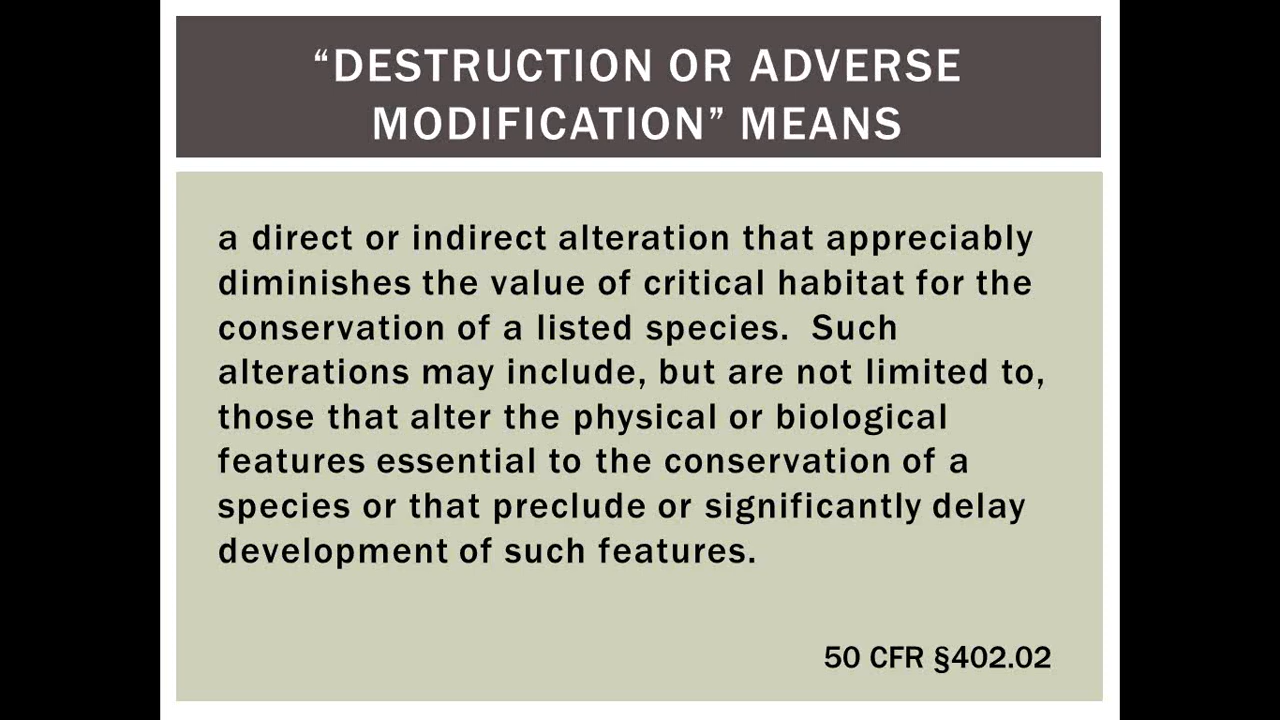 “DESTRUCTION OR ADVERSE
MODIFICATION” MEANS
a direct or indirect alteration that appreciably
diminishes the value of critical habitat for the
conservation of a listed species.  Such
alterations may include, but are not limited to,
those that alter the physical or biological
features essential to the conservation of a
species or that preclude or significantly delay
development of such features.
50 CFR §402.02